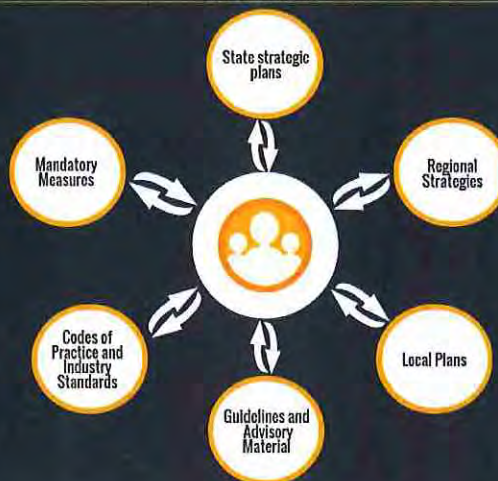 State strategic
plans
Mandatory
Measures
Regional
Strategies
Codes of
Practice and
Industry
Standards
Local Plans
Guidelines and
Advisory
Material